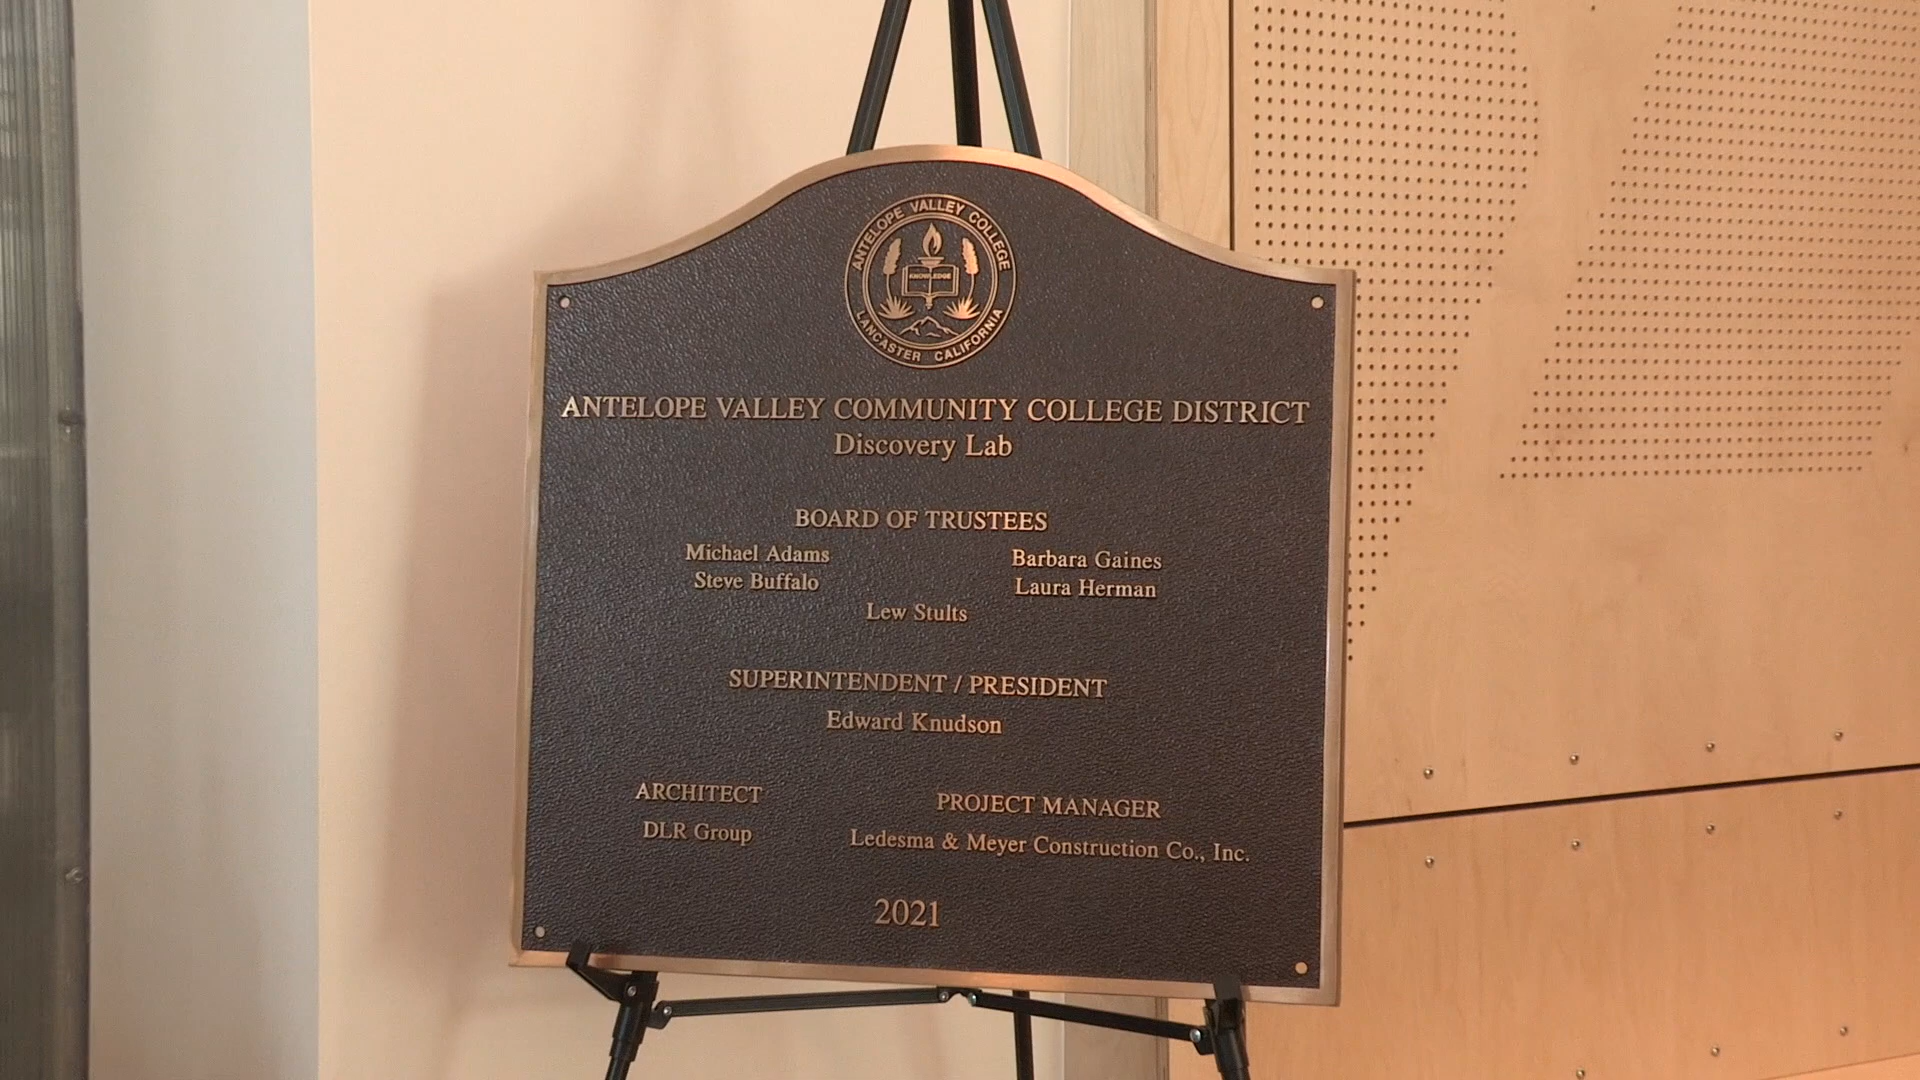 ANTELOPE VALLEY COLLEGE
KNOWLEDGE
LANCASTER CALIFORNIA
ANTELOPE VALLEY COMMUNITY COLLEGE DISTRICT
Discovery Lab
BOARD OF TRUSTEES
Michael Adams Barbara Gaines
Steve Buffalo Laura Herman
Lew Stults
SUPERINTENDENT / PRESIDENT
Edward Knudson
ARCHITECT PROJECT MANAGER
DLR Group Ledesma & Meyer Construction Co., Inc.
2021